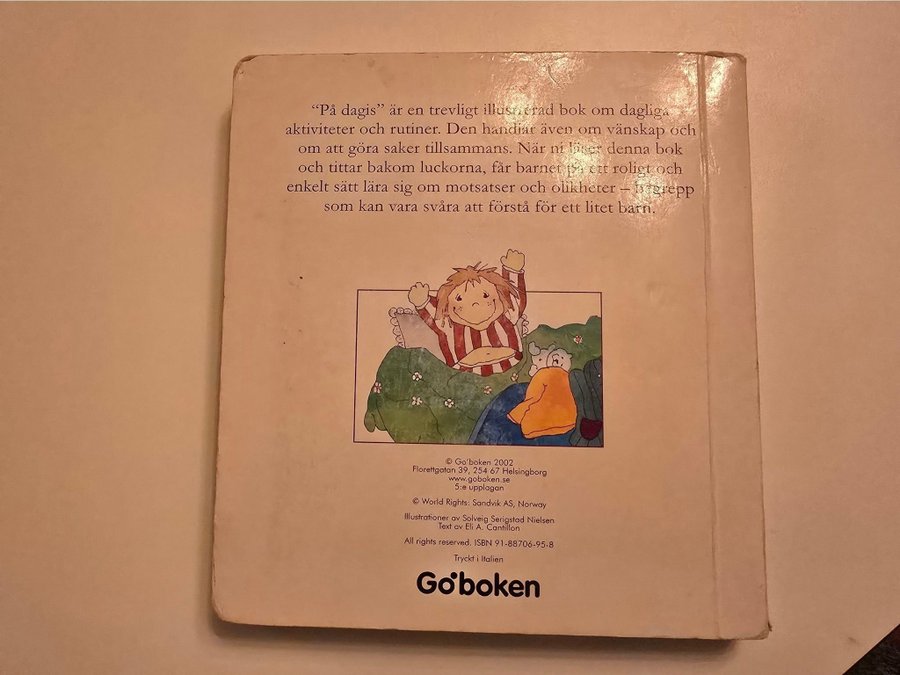 “På dagis” är en trevligt illustrerad bok om dagliga
aktiviteter och rutiner. Den handlar även om vänskap och
om att göra saker tillsammans. När ni läser denna bok
och tittar bakom luckorna, får barnet på ett roligt och
enkelt sätt lära sig om motsatser och olikheter – begrepp
som kan vara svåra att förstå för ett litet barn.
© Go'boken 2002
Florettgatan 39, 254 67 Helsingborg
www.goboken.se
5:e upplagan
© World Rights: Sandvik AS, Norway
Illustrationer av Solveig Serigstad Nielsen
Text av Eli A. Cantillon
All rights reserved. ISBN 91-88706-95-8
Tryckt i Italien
Go'boken